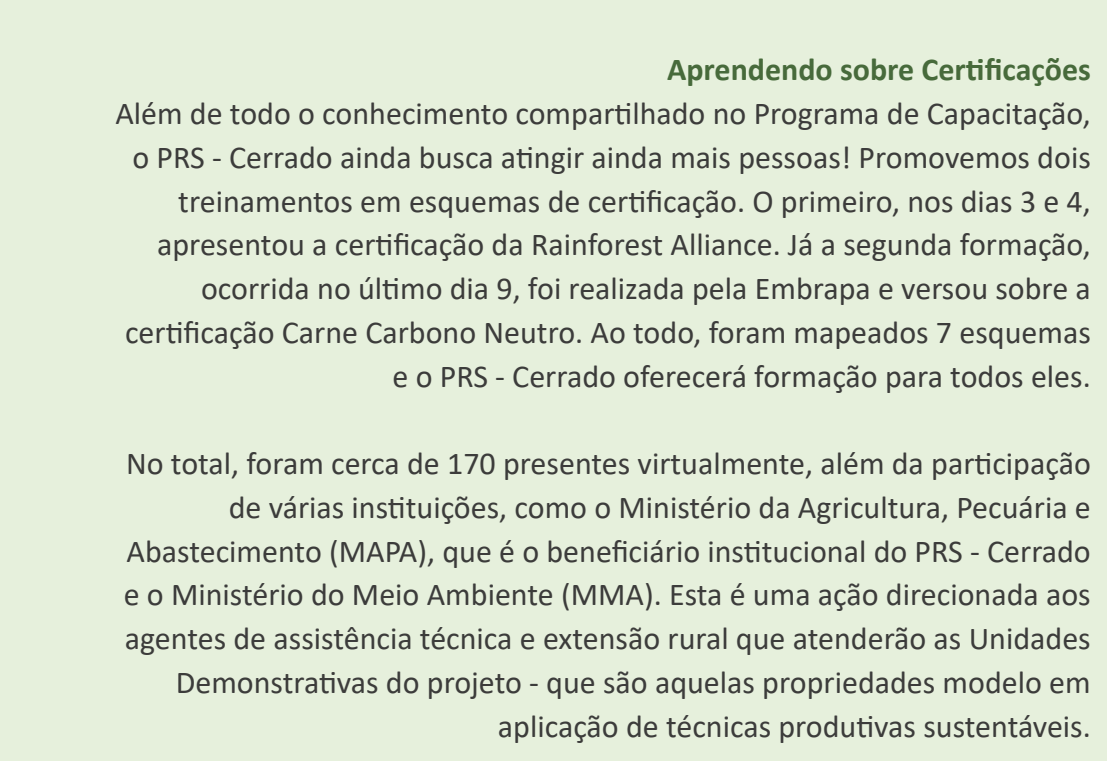 Aprendendo sobre Certificações
Além de todo o conhecimento compartilhado no Programa de Capacitação,
o PRS - Cerrado ainda busca atingir ainda mais pessoas! Promovemos dois
treinamentos em esquemas de certificação. O primeiro, nos dias 3 e 4,
apresentou a certificação da Rainforest Alliance. Já a segunda formação,
ocorrida no último dia 9, foi realizada pela Embrapa e versou sobre a
certificação Carne Carbono Neutro. Ao todo, foram mapeados 7 esquemas
e o PRS - Cerrado oferecerá formação para todos eles.
No total, foram cerca de 170 presentes virtualmente, além da participação
de várias instituições, como o Ministério da Agricultura, Pecuária e
Abastecimento (MAPA), que é o beneficiário institucional do PRS - Cerrado
e o Ministério do Meio Ambiente (MMA). Esta é uma ação direcionada aos
agentes de assistência técnica e extensão rural que atenderão as Unidades
Demonstrativas do projeto - que são aquelas propriedades modelo em
aplicação de técnicas produtivas sustentáveis.